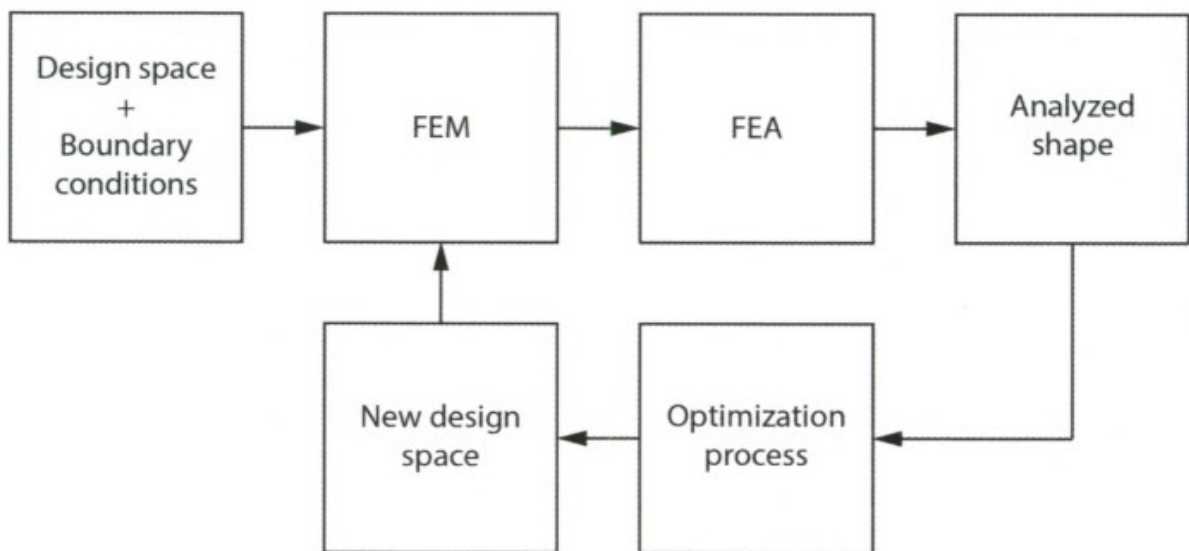 Design space
+
Boundary
conditions
FEM
FEA
Analyzed
shape
New design
space
Optimization
process